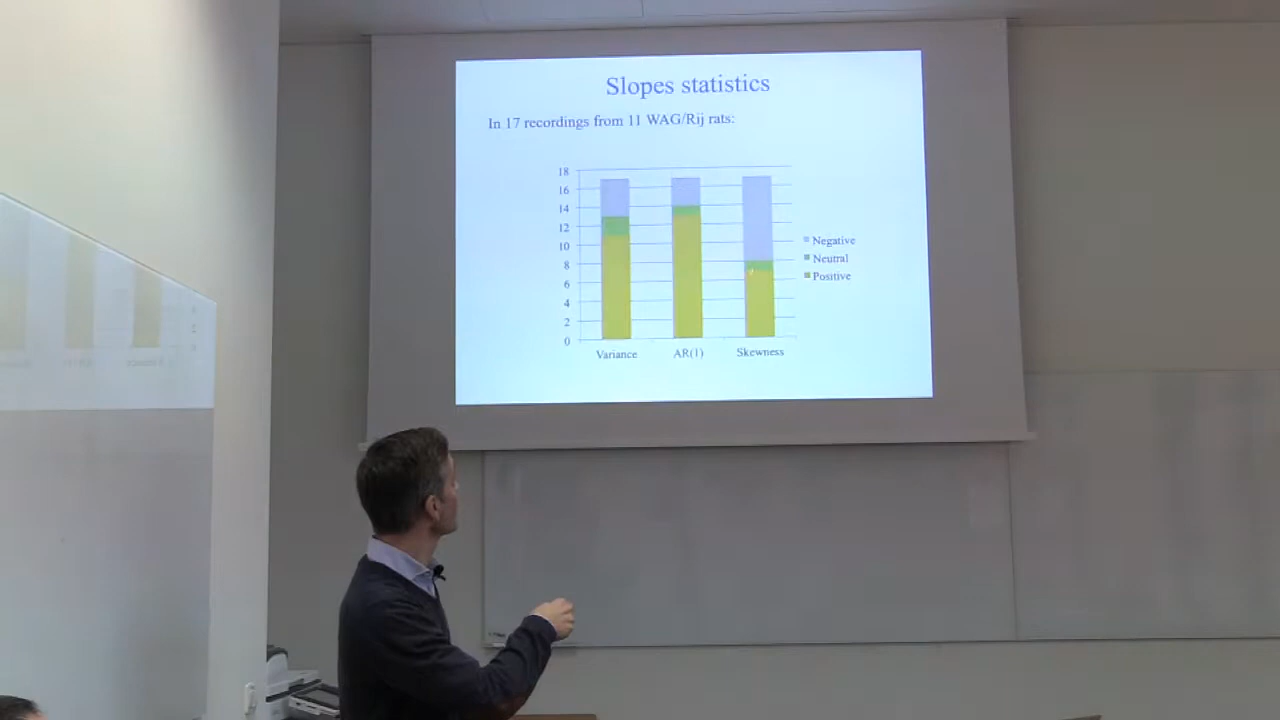 Slopes statistics
In 17 recordings from 11 WAG/Rij rats:
18
16
14
12
10
8
6
4
2
0
Variance AR(1) Skewness
Negative
Neutral
Positive